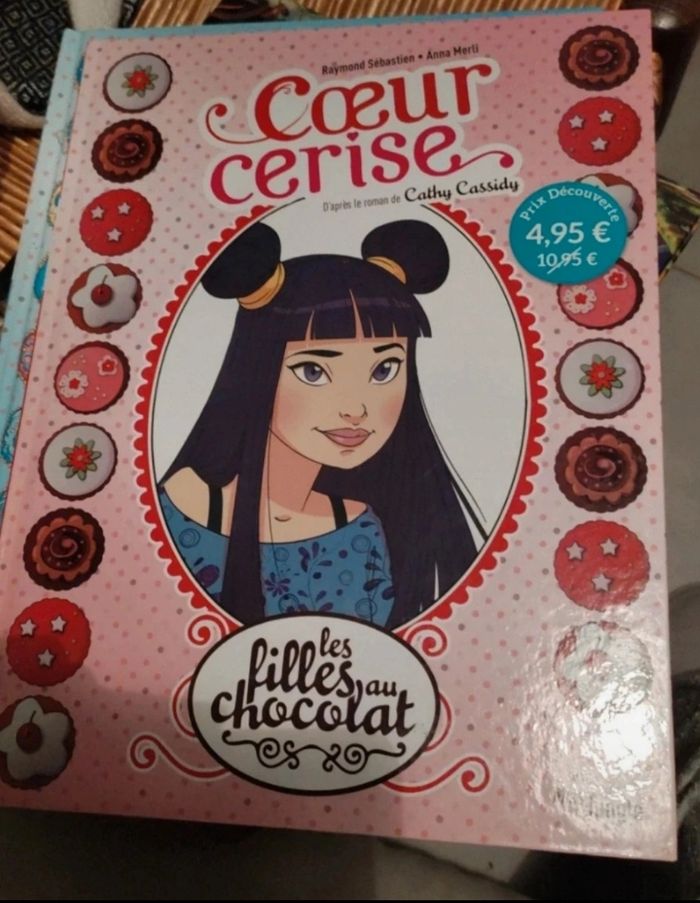 Raymond Sébastien • Anna Merli
Cœur
cerise
D'après le roman de Cathy Cassidy
Prix Découverte
4,95 €
10,95 €
les
filles au
chocolat